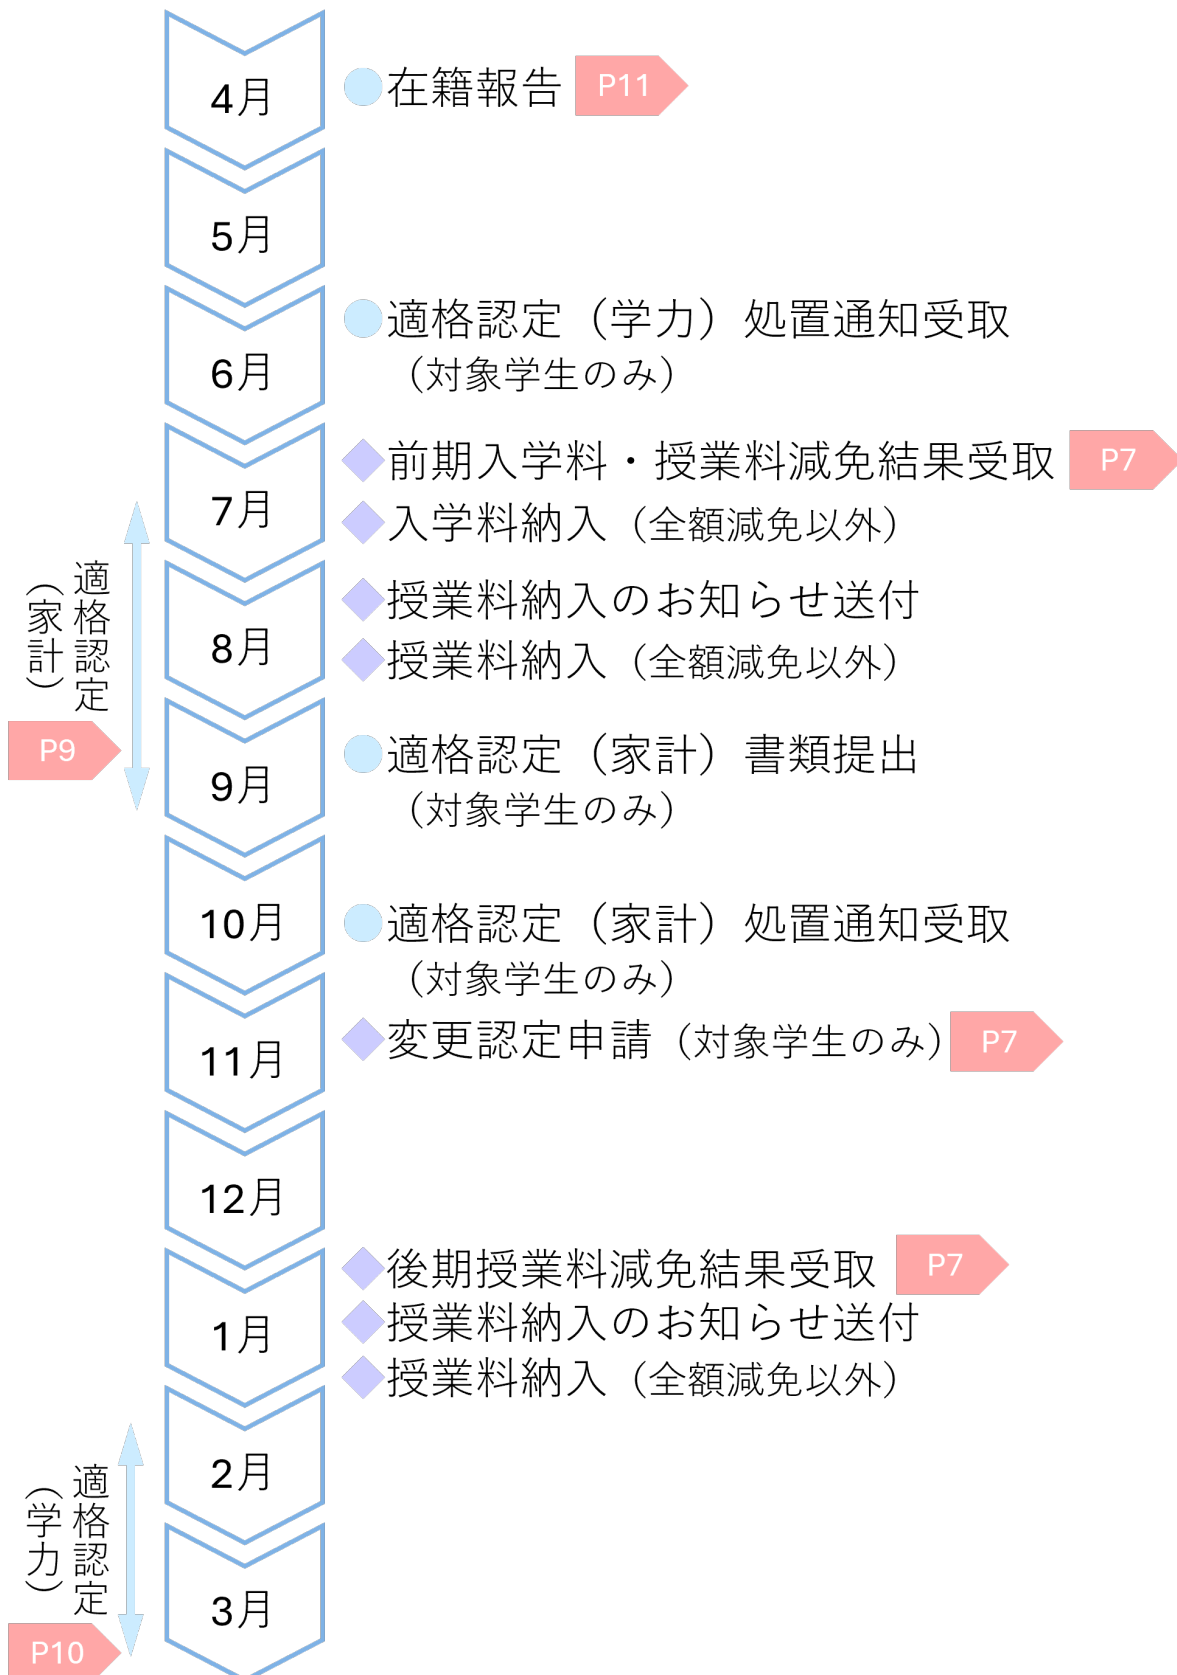 4月
●在籍報告 P11
5月
●適格認定（学力）処置通知受取
（対象学生のみ）
6月
◆前期入学料・授業料減免結果受取 P7
7月
◆入学料納入（全額減免以外）
適格認定
（家計）
P9
◆授業料納入のお知らせ送付
8月
◆授業料納入（全額減免以外）
●適格認定（家計）書類提出
9月
（対象学生のみ）
10月
●適格認定（家計）処置通知受取
（対象学生のみ）
11月
◆変更認定申請（対象学生のみ） P7
12月
◆後期授業料減免結果受取 P7
1月
◆授業料納入のお知らせ送付
◆授業料納入（全額減免以外）
2月
適格認定
（学力）
P10
3月